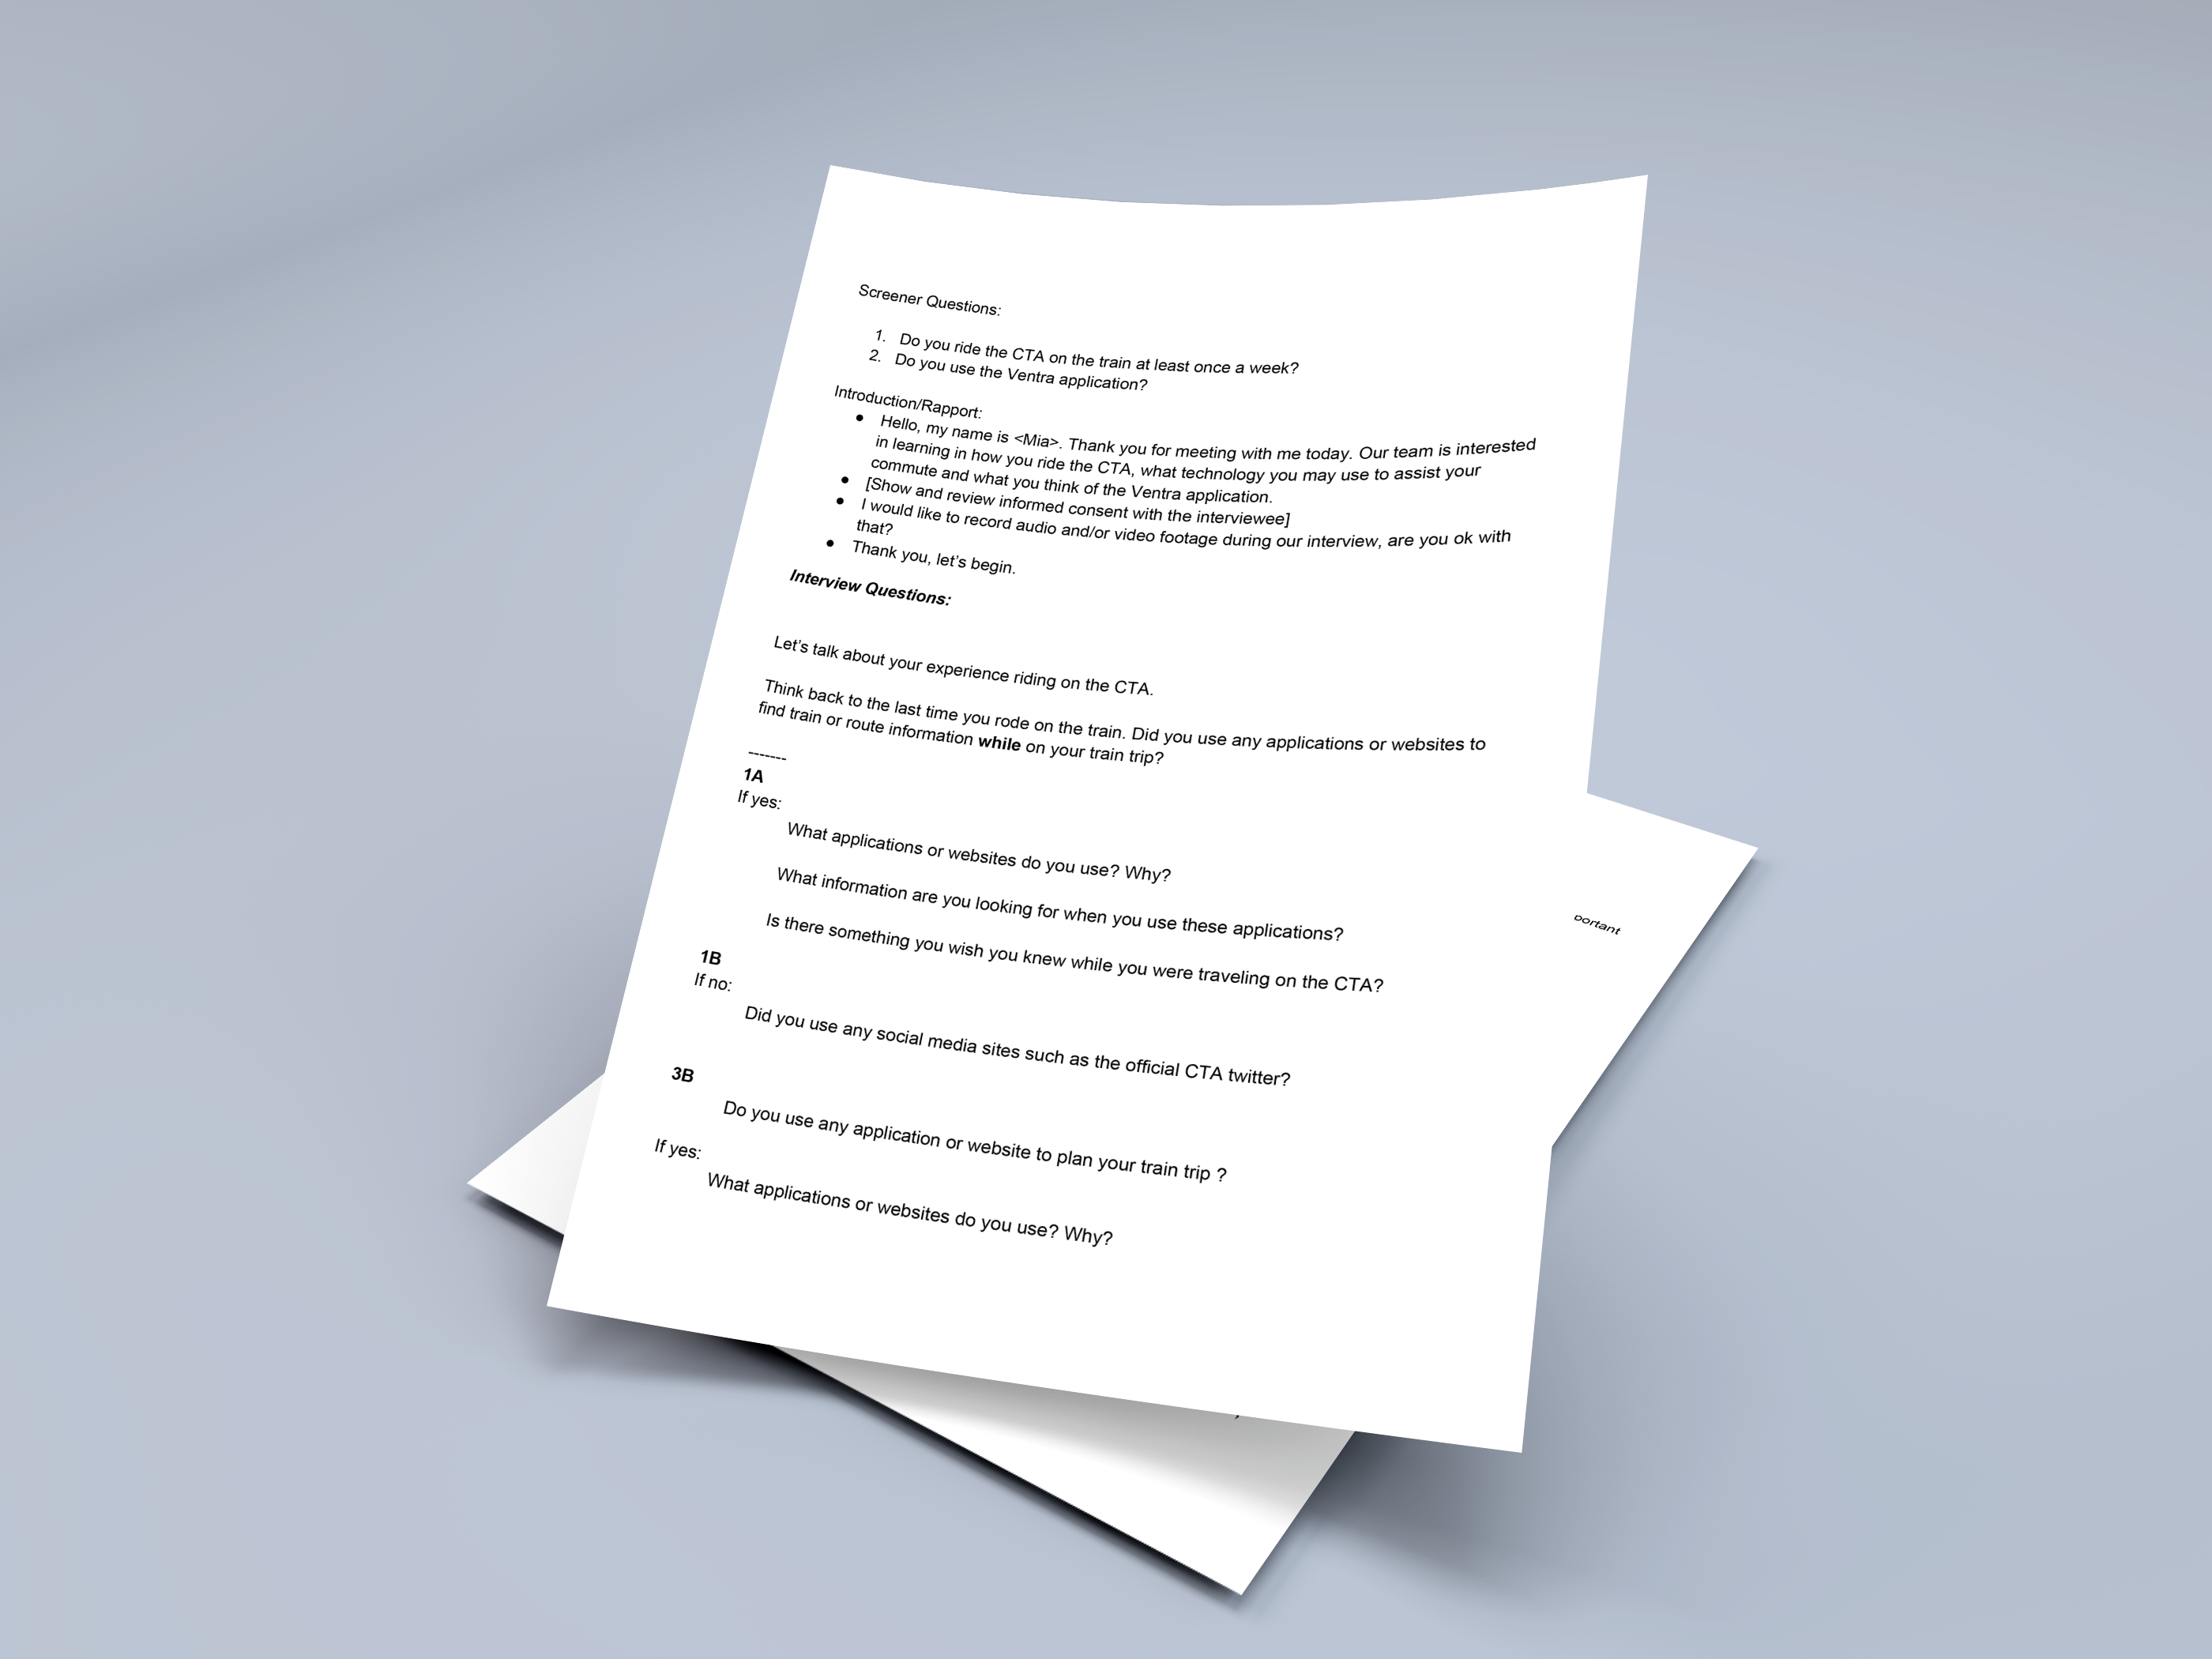 Screener Questions:
1. Do you ride the CTA on the train at least once a week?
2. Do you use the Ventra application?
Introduction/Rapport:
● Hello, my name is <Mia>. Thank you for meeting with me today. Our team is interested
in learning in how you ride the CTA, what technology you may use to assist your
commute and what you think of the Ventra application.
● [Show and review informed consent with the interviewee]
● I would like to record audio and/or video footage during our interview, are you ok with
that?
● Thank you, let's begin.
Interview Questions:
Let's talk about your experience riding on the CTA.
Think back to the last time you rode on the train. Did you use any applications or websites to
find train or route information while on your train trip?
-------
1A
If yes:
What applications or websites do you use? Why?
What information are you looking for when you use these applications?
Is there something you wish you knew while you were traveling on the CTA?
1B
If no:
Did you use any social media sites such as the official CTA twitter?
3B
Do you use any application or website to plan your train trip ?
If yes:
What applications or websites do you use? Why?
portant